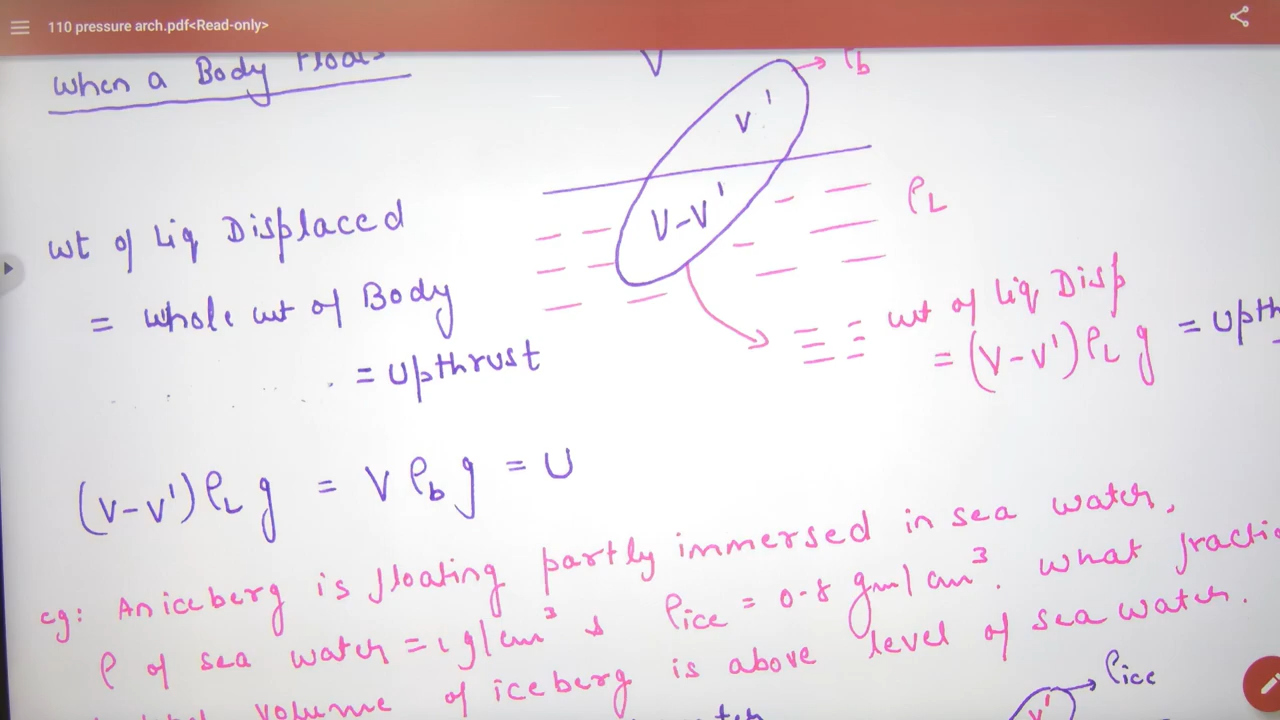 110 pressure arch.pdf<Read-only>
When a Body Floats
V
ρb
V'
V-V'
ρL
wt of Liq Displaced
= whole wt of Body
= Upthrust
wt of Liq Disp
= (V-V')ρL g = Upth
(V-V')ρL g = Vρb g = U
eg: An iceberg is floating partly immersed in sea water,
ρ of sea water = 1 g/cm³ & ρice = 0.8 gm/cm³. What fractio
volume of iceberg is above level of sea water.
ρice
V'